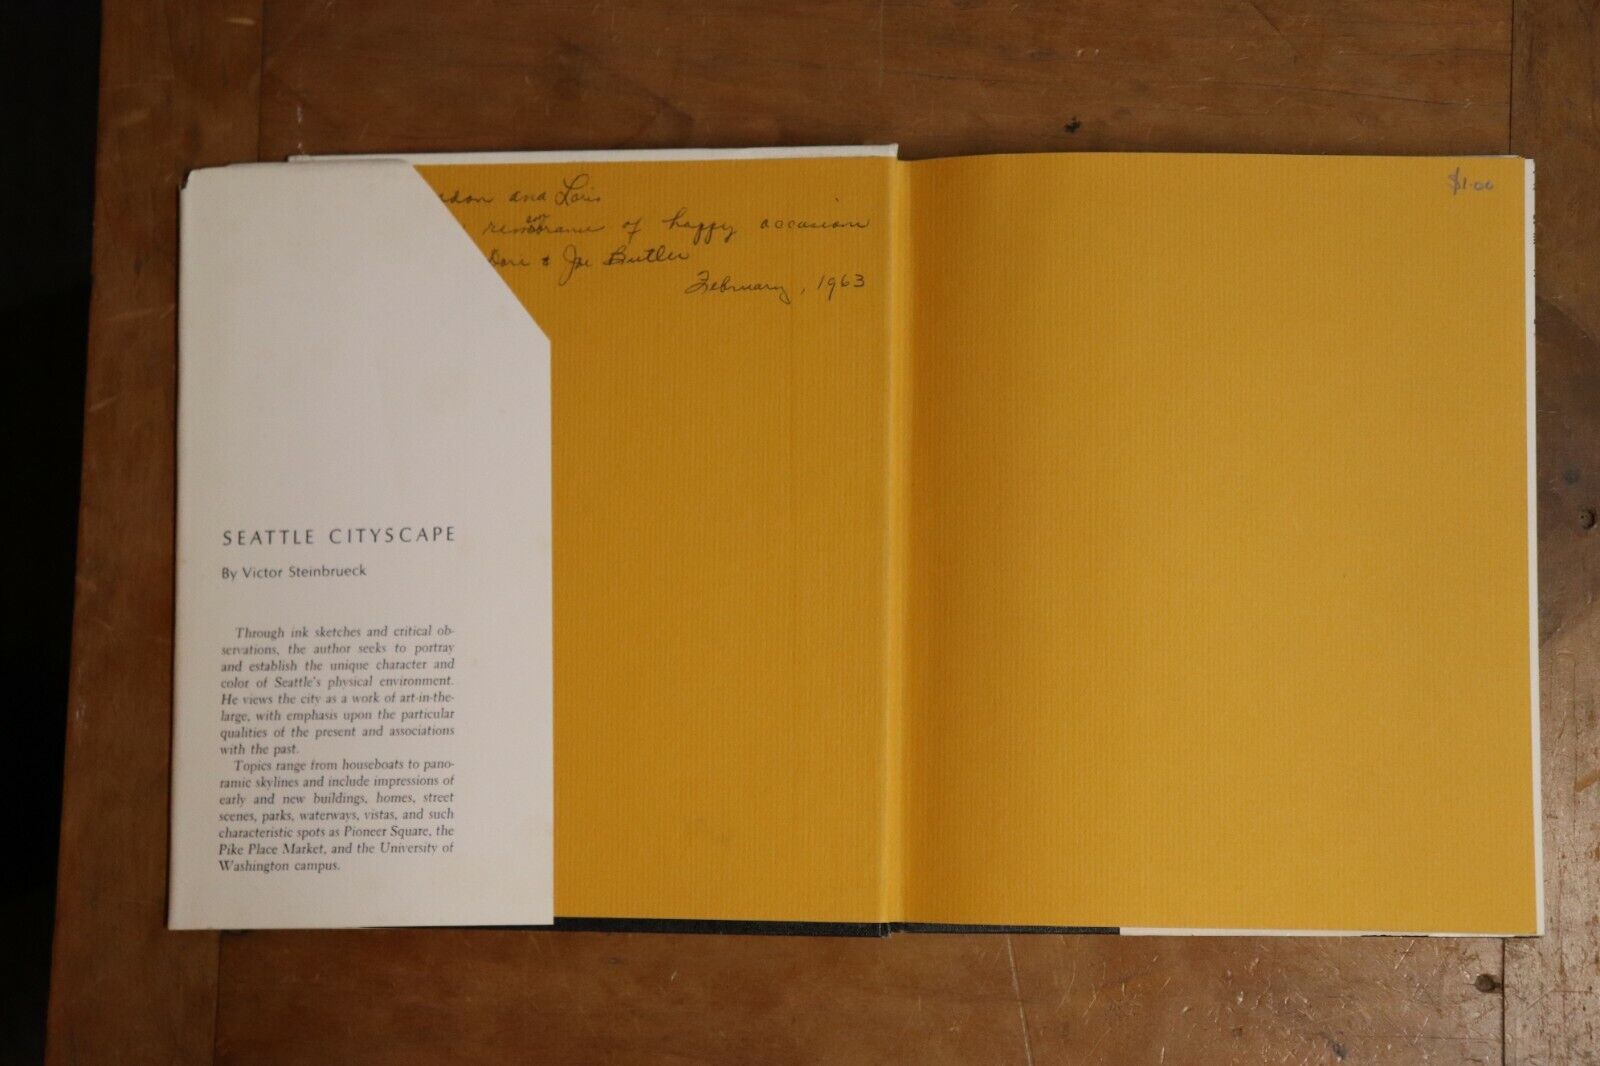 adon and Loris
remembrance of happy occasion
Dore & Joe Butler
February, 1963
$1.00
SEATTLE CITYSCAPE
By Victor Steinbrueck
Through ink sketches and critical ob-
servations, the author seeks to portray
and establish the unique character and
color of Seattle's physical environment.
He views the city as a work of art-in-the-
large, with emphasis upon the particular
qualities of the present and associations
with the past.
Topics range from houseboats to pano-
ramic skylines and include impressions of
early and new buildings, homes, street
scenes, parks, waterways, vistas, and such
characteristic spots as Pioneer Square, the
Pike Place Market, and the University of
Washington campus.